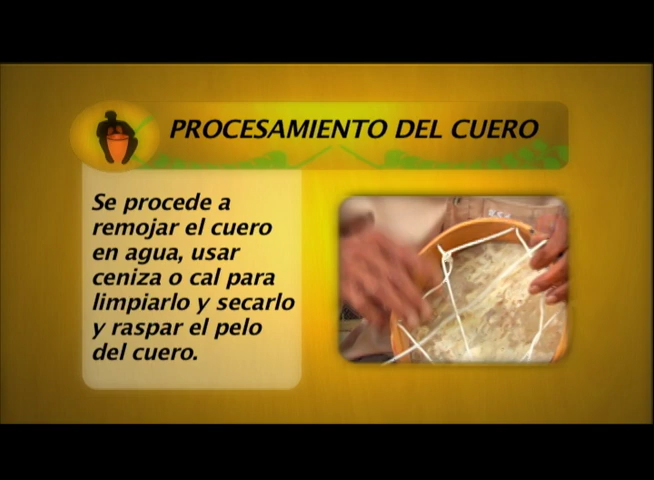 PROCESAMIENTO DEL CUERO
Se procede a
remojar el cuero
en agua, usar
ceniza o cal para
limpiarlo y secarlo
y raspar el pelo
del cuero.